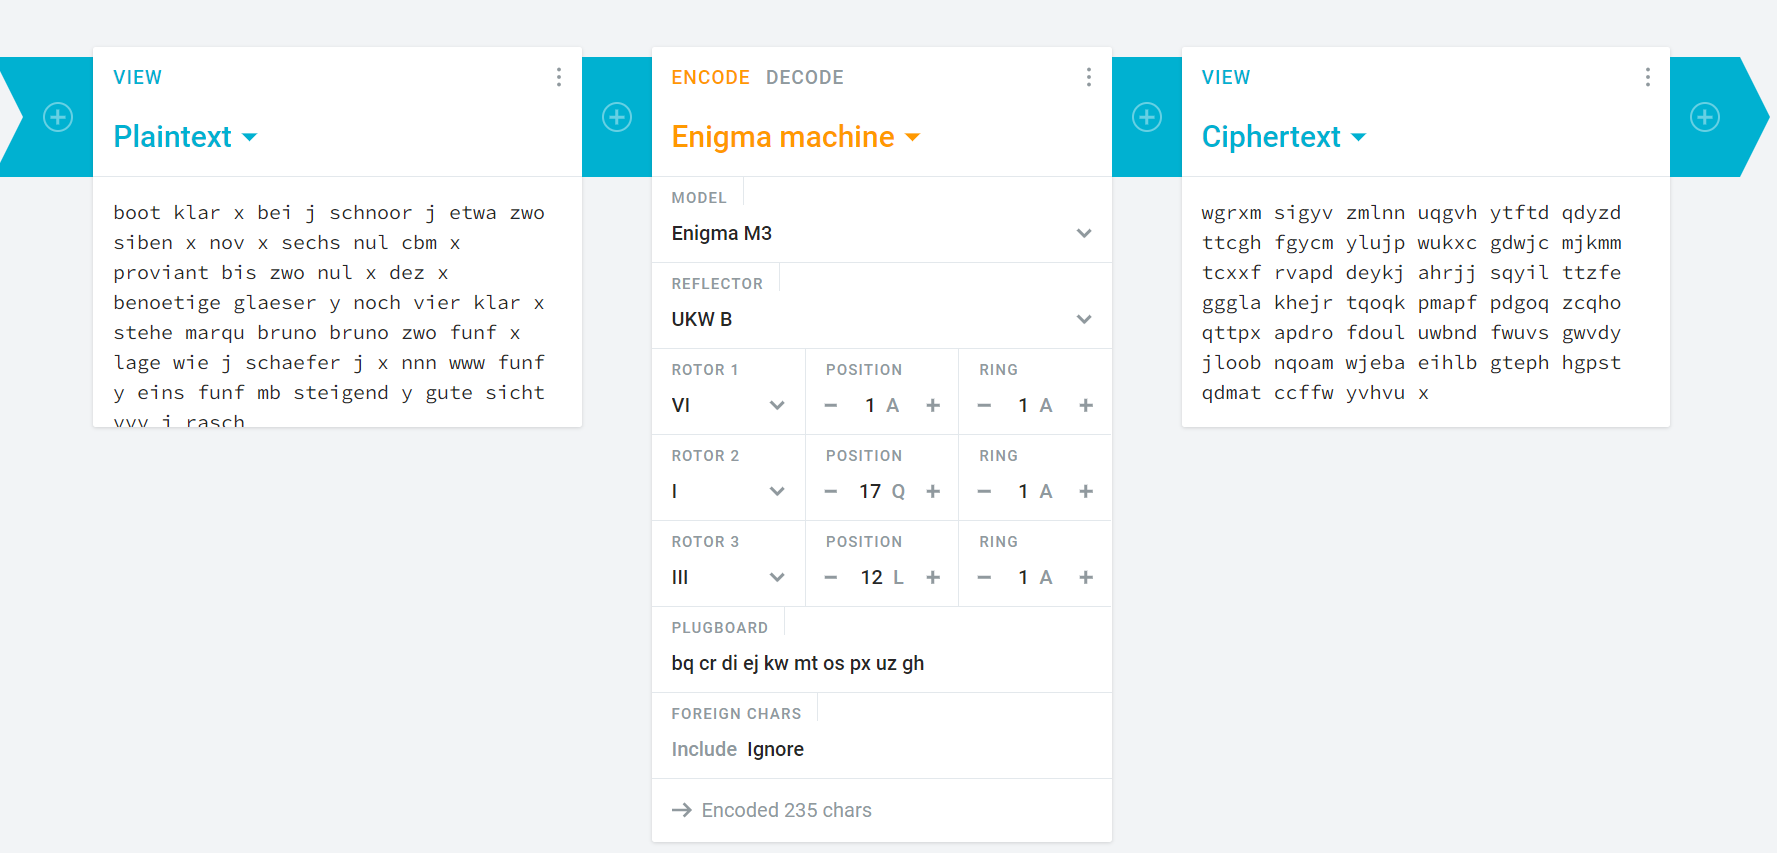 VIEW
Plaintext
boot klar x bei j schnoor j etwa zwo
siben x nov x sechs nul cbm x
proviant bis zwo nul x dez x
benoetige glaeser y noch vier klar x
stehe marqu bruno bruno zwo funf x
lage wie j schaefer j x nnn www funf
y eins funf mb steigend y gute sicht
vvv j rasch
ENCODE DECODE
Enigma machine
MODEL
Enigma M3
REFLECTOR
UKW B
ROTOR 1 POSITION RING
VI − 1 A + − 1 A +
ROTOR 2 POSITION RING
I − 17 Q + − 1 A +
ROTOR 3 POSITION RING
III − 12 L + − 1 A +
PLUGBOARD
bq cr di ej kw mt os px uz gh
FOREIGN CHARS
Include Ignore
→ Encoded 235 chars
VIEW
Ciphertext
wgrxm sigyv zmlnn uqgvh ytftd qdyzd
ttcgh fgycm ylujp wukxc gdwjc mjkmm
tcxxf rvapd deykj ahrjj sqyil ttzfe
gggla khejr tqoqk pmapf pdgoq zcqho
qttpx apdro fdoul uwbnd fwuvs gwvdy
jloob nqoam wjeba eihlb gteph hgpst
qdmat ccffw yvhvu x